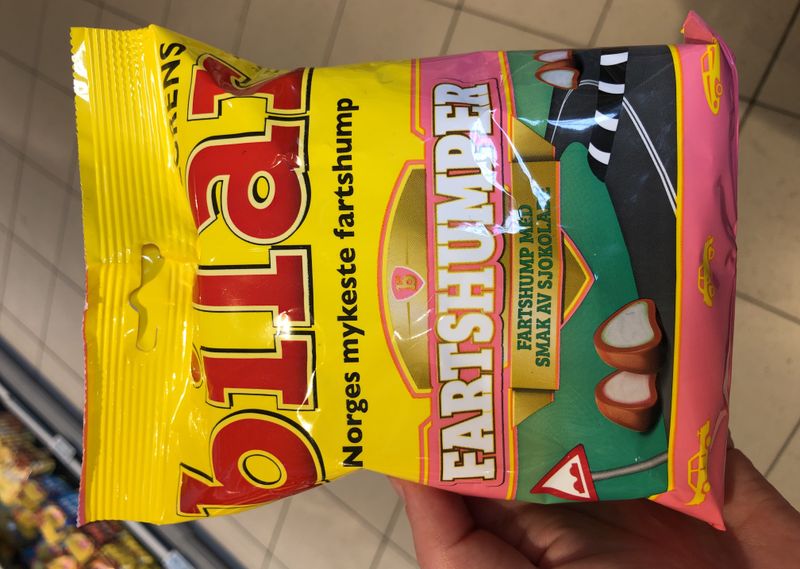 bilar
Norges mykeste fartshump
FARTSHUMPER
FARTSHUMP MED
SMAK AV SJOKOLADE